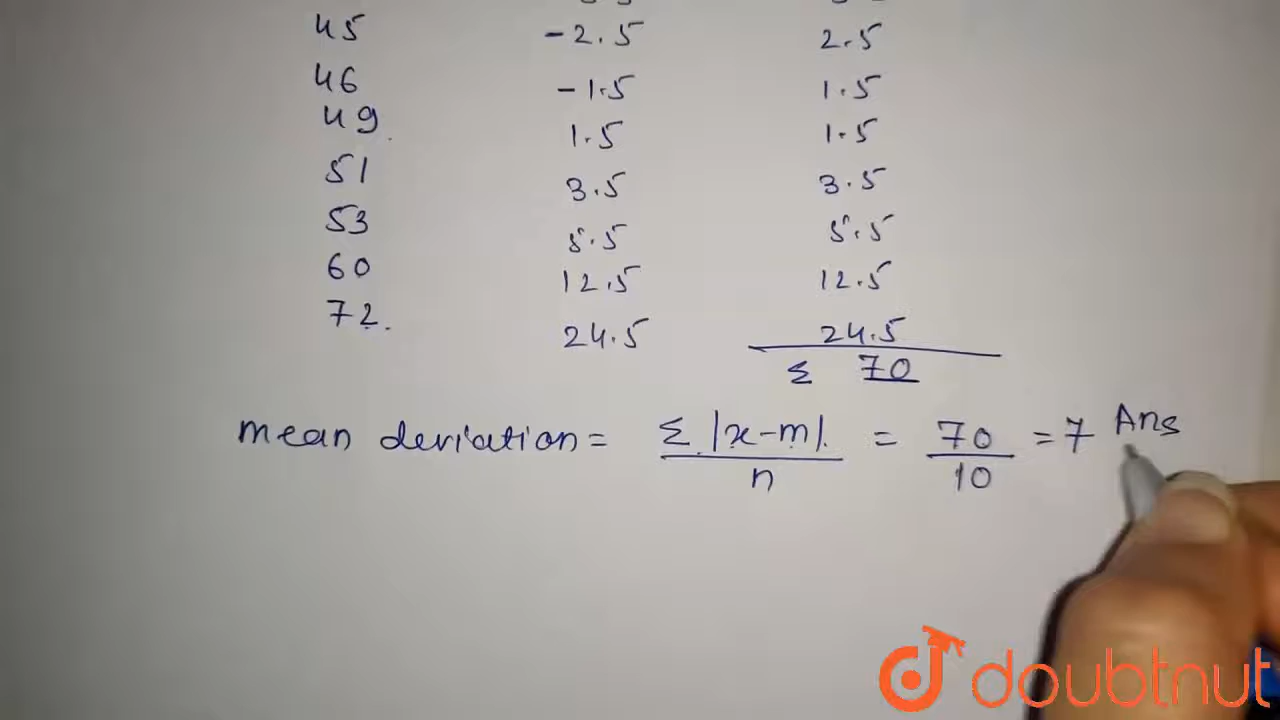 45 -2.5 2.5
46 -1.5 1.5
49 1.5 1.5
51 3.5 3.5
53 5.5 5.5
60 12.5 12.5
72. 24.5 24.5
Σ 70
mean deviation = Σ |x-m| / n = 70 / 10 = 7 Ans
doubtnut